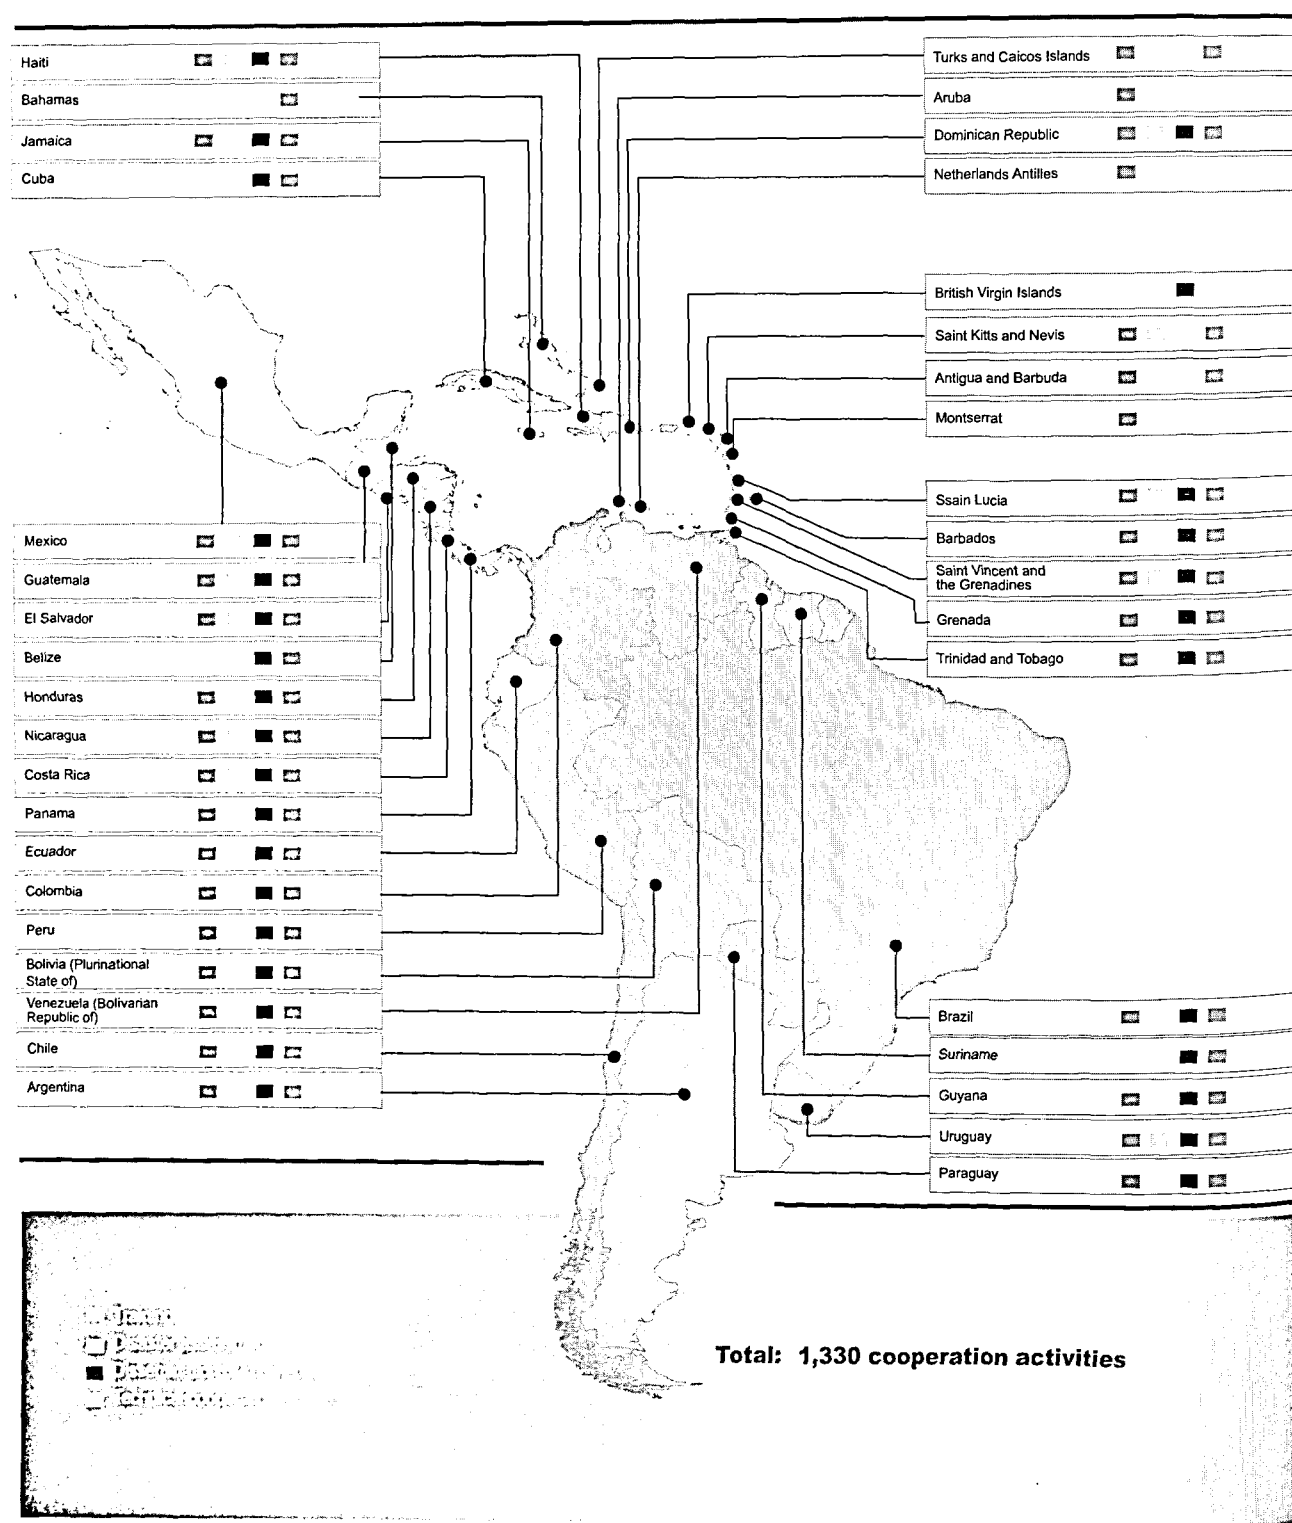 Haiti
Bahamas
Jamaica
Cuba
Turks and Caicos Islands
Aruba
Dominican Republic
Netherlands Antilles
British Virgin Islands
Saint Kitts and Nevis
Antigua and Barbuda
Montserrat
Ssain Lucia
Barbados
Saint Vincent and
the Grenadines
Grenada
Trinidad and Tobago
Mexico
Guatemala
El Salvador
Belize
Honduras
Nicaragua
Costa Rica
Panama
Ecuador
Colombia
Peru
Bolivia (Plurinational
State of)
Venezuela (Bolivarian
Republic of)
Chile
Argentina
Brazil
Suriname
Guyana
Uruguay
Paraguay
Total: 1,330 cooperation activities